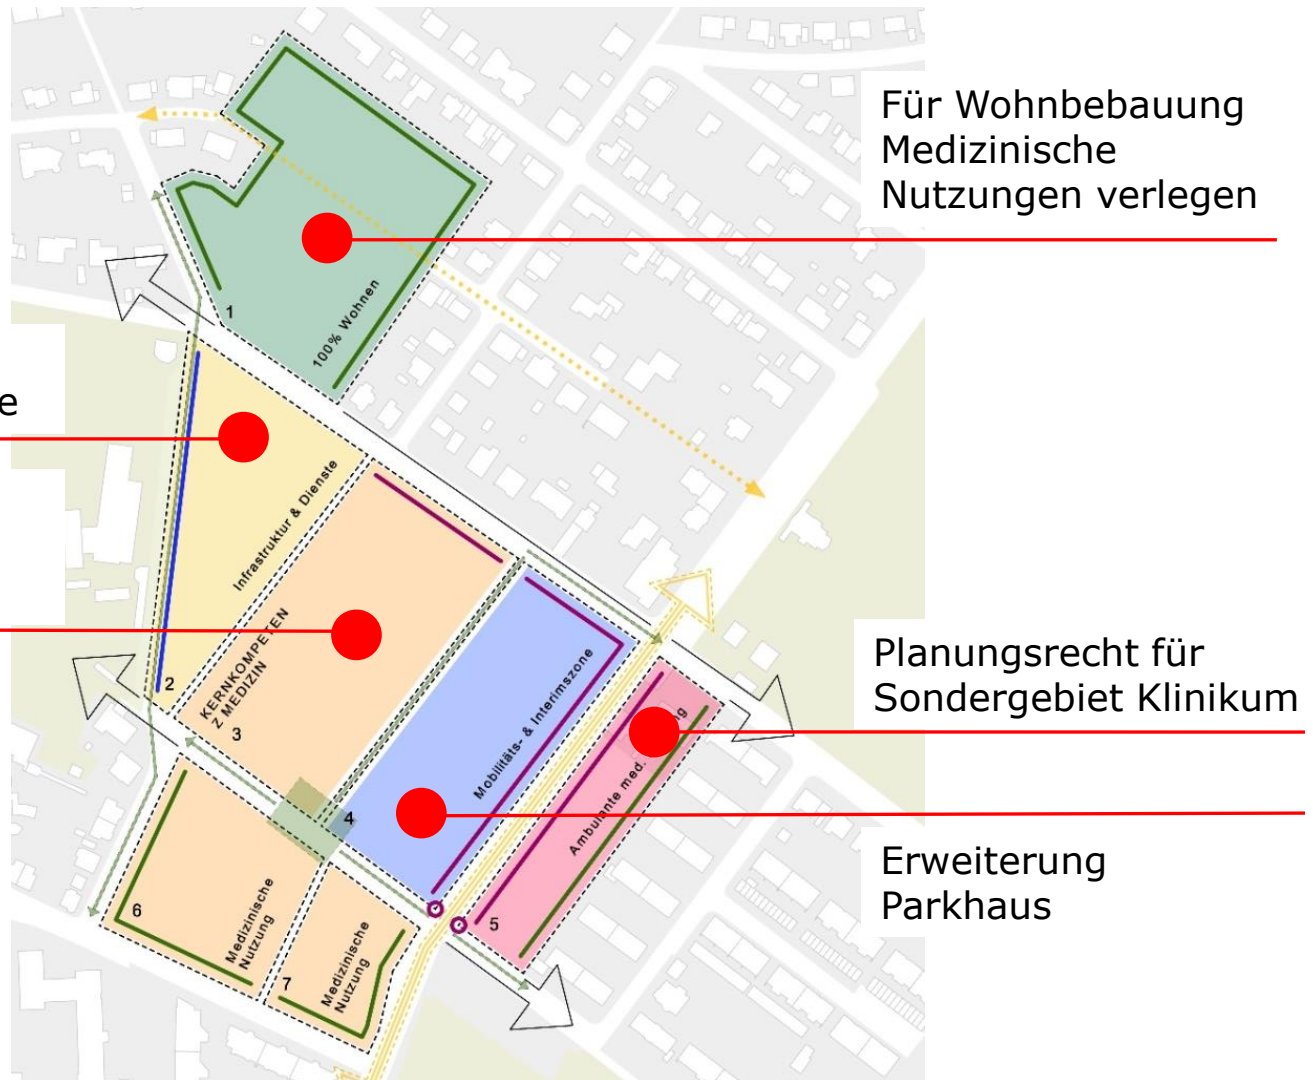 Für Wohnbebauung
Medizinische
Nutzungen verlegen
1
100% Wohnen
e
Infrastruktur & Dienste
2
KERNKOMPETEN
Z MEDIZIN
3
Mobilitäts- & Interimszone
4
Planungsrecht für
Sondergebiet Klinikum
Ambulante med.
5
Erweiterung
Parkhaus
6
Medizinische
Nutzung
7
Medizinische
Nutzung